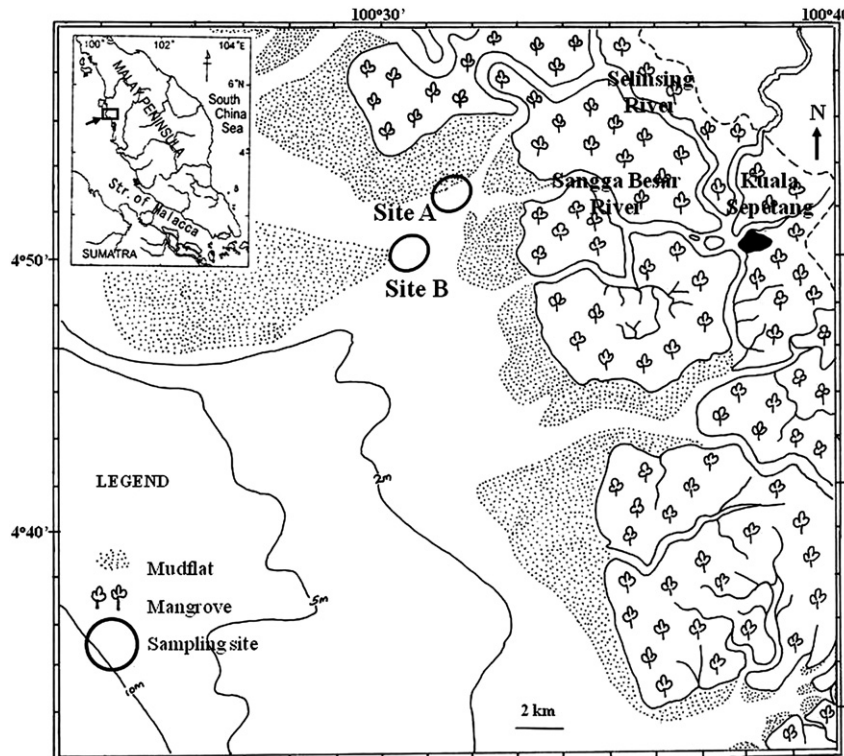 100°30'
100°40
100°
102°
104°E
6°N
4°
2
MALAY PENINSULA
South
China
Sea
Str of Malacca
SUMATRA
Selinsing
River
N
Site A
Sangga Besar
River
Kuala
Sepetang
4°50'
Site B
LEGEND
2m
4°40'
Mudflat
5m
Mangrove
Sampling site
10m
2 km